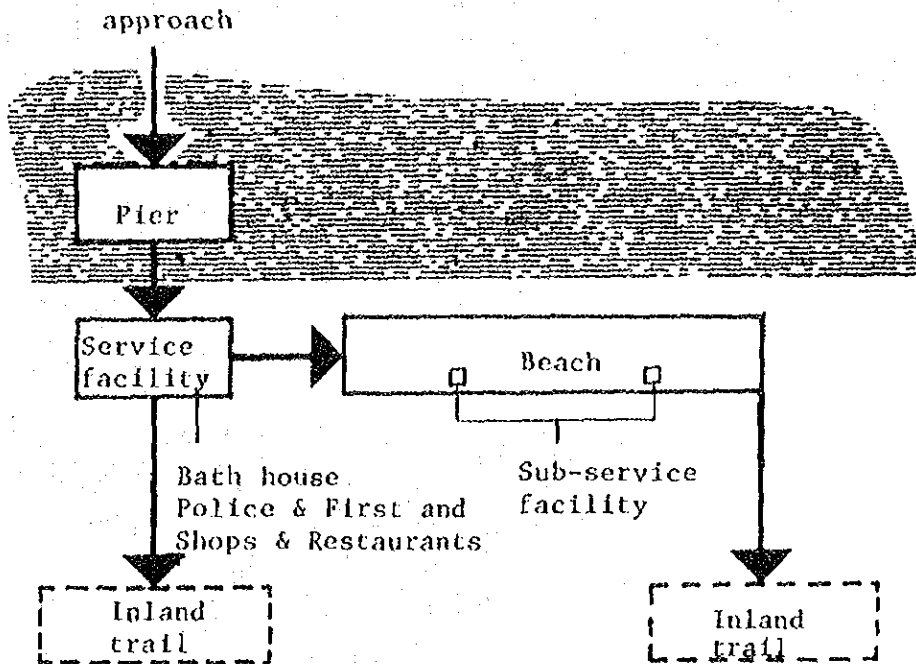 approach
Pier
Service
facility
Beach
Bath house
Police & First and
Shops & Restaurants
Sub-service
facility
Inland
trail
Inland
trail